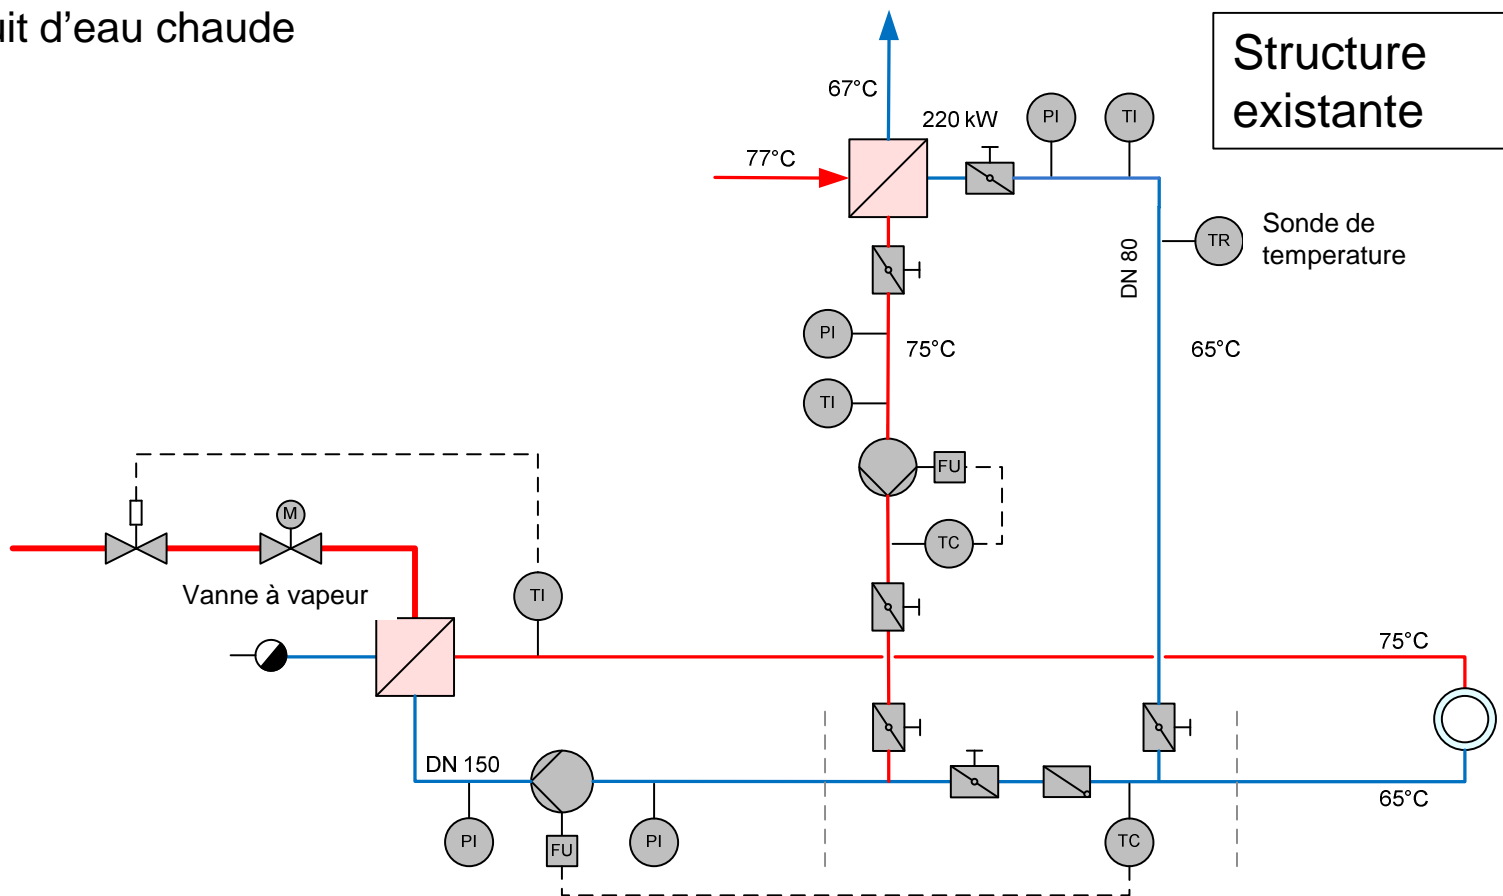 uit d'eau chaude
Structure
existante
67°C
220 kW
PI
TI
77°C
TR
Sonde de
temperature
DN 80
PI
75°C
65°C
TI
FU
M
TC
Vanne à vapeur
TI
75°C
DN 150
65°C
PI
FU
PI
TC